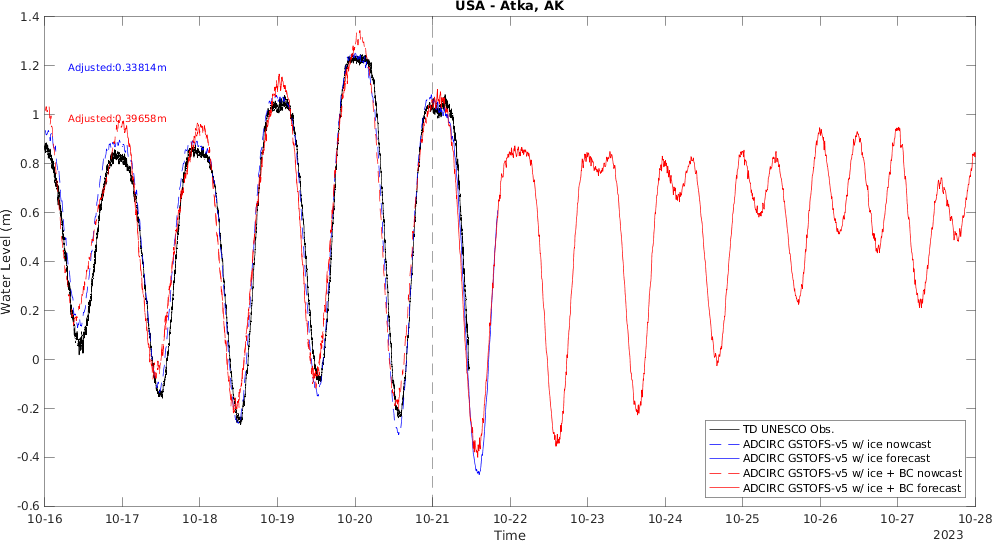 USA - Atka, AK
1.4
1.2
1
0.8
0.6
0.4
0.2
0
-0.2
-0.4
-0.6
Water Level (m)
Adjusted:0.33814m
Adjusted:0.39658m
TD UNESCO Obs.
ADCIRC GSTOFS-v5 w/ ice nowcast
ADCIRC GSTOFS-v5 w/ ice forecast
ADCIRC GSTOFS-v5 w/ ice + BC nowcast
ADCIRC GSTOFS-v5 w/ ice + BC forecast
10-16 10-17 10-18 10-19 10-20 10-21 10-22 10-23 10-24 10-25 10-26 10-27 10-28
Time
2023